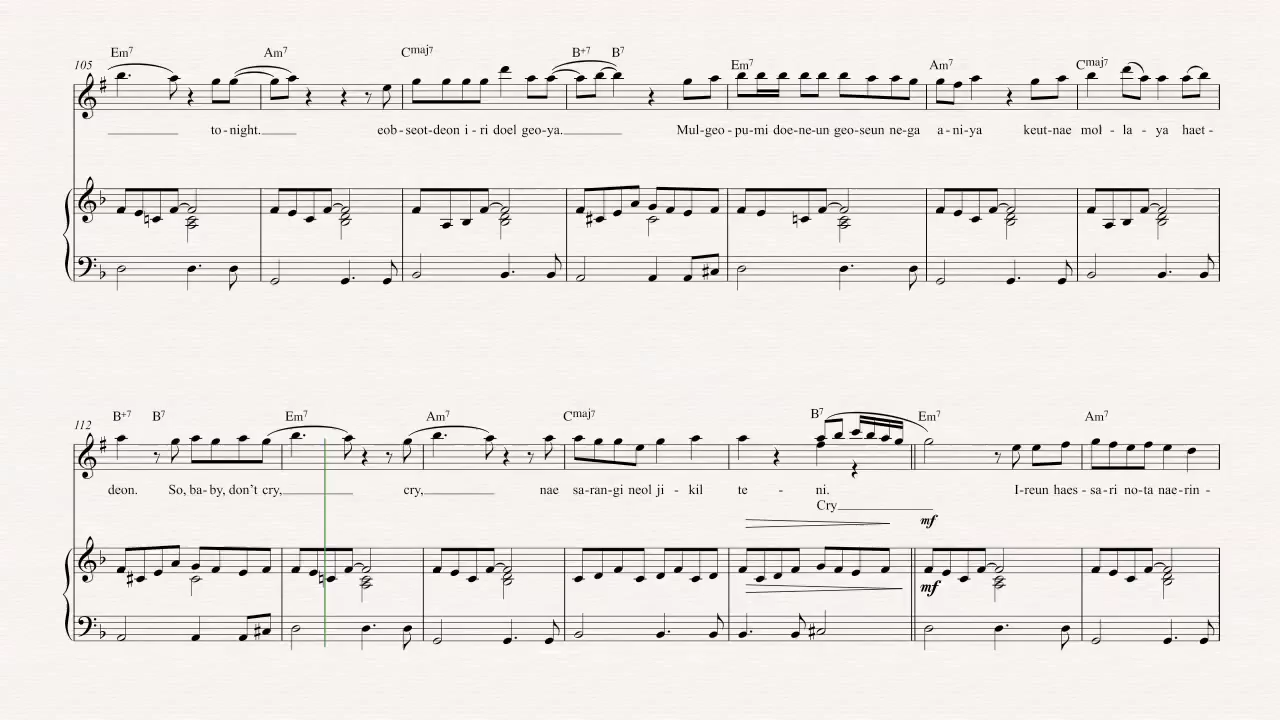 Em7 Am7 Cmaj7 B+7 B7 Em7 Am7 Cmaj7
105
to-night. eob-seot-deon i-ri doel geo-ya. Mul-geo-pu-mi doe-ne-un geo-seun ne-ga a-ni-ya keut-nae mol-la-ya haet-
B+7 B7 Em7 Am7 Cmaj7 B7 Em7 Am7
112
deon. So, ba-by, don't cry, cry, nae sa-ran-gi neol ji-kil te-ni. I-reun haes-sa-ri no-ta nae-rin-
Cry
mf
mf